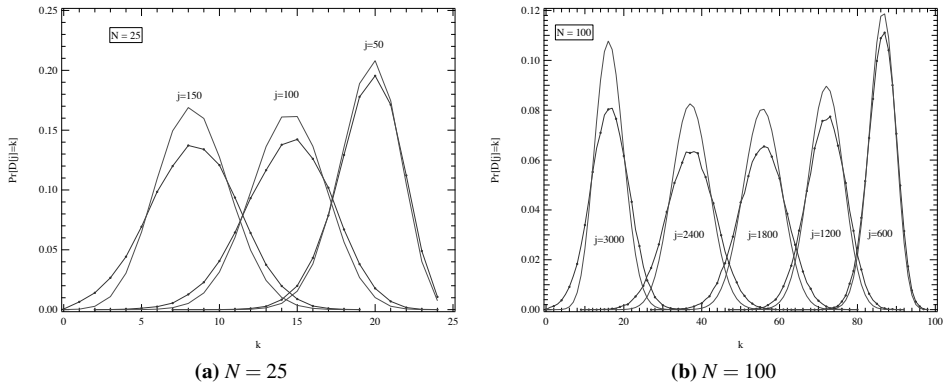 0.25
N = 25
j=50
0.20
j=150
j=100
0.15
Pr[D[j]=k]
0.10
0.05
0.00
0 5 10 15 20 25
k
(a) N = 25
0.12
N = 100
0.10
0.08
Pr[D[j]=k]
0.06
0.04
j=3000 j=2400 j=1800 j=1200 j=600
0.02
0.00
0 20 40 60 80 100
k
(b) N = 100